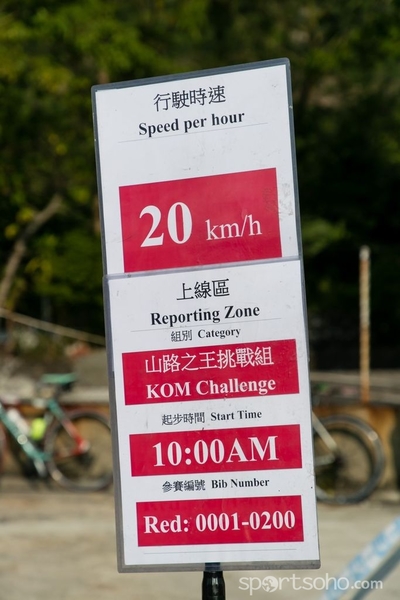 行駛時速
Speed per hour
20 km/h
上線區
Reporting Zone
組別 Category
山路之王挑戰組
KOM Challenge
起步時間 Start Time
10:00AM
參賽編號 Bib Number
Red: 0001-0200
sportsoho.com